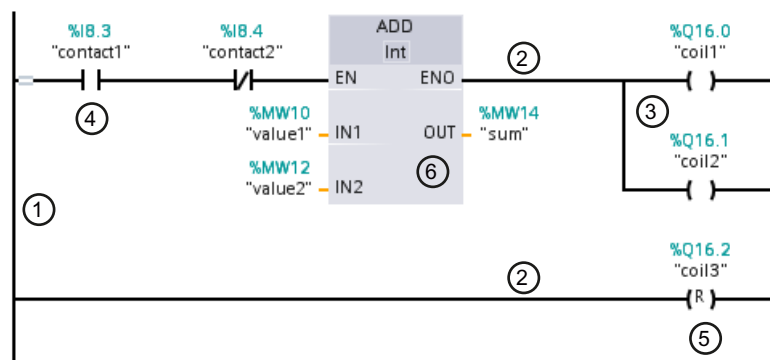 %I8.3
"contact1"
%I8.4
"contact2"
ADD
Int
EN
ENO
%MW10
"value1"
IN1
OUT
%MW14
"sum"
%MW12
"value2"
IN2
%Q16.0
"coil1"
%Q16.1
"coil2"
%Q16.2
"coil3"
R
1
2
3
4
6
2
5